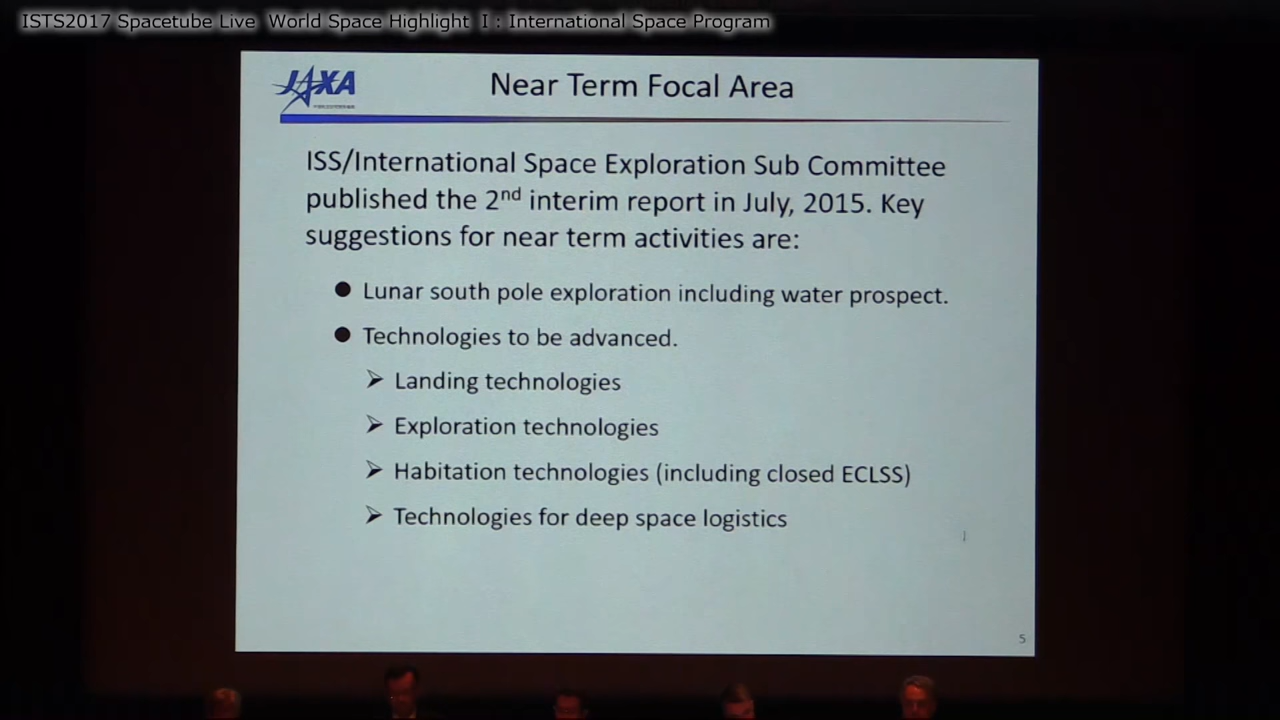 ISTS2017 Spacetube Live World Space Highlight I : International Space Program
JAXA
Near Term Focal Area
ISS/International Space Exploration Sub Committee
published the 2nd interim report in July, 2015. Key
suggestions for near term activities are:
● Lunar south pole exploration including water prospect.
● Technologies to be advanced.
➢ Landing technologies
➢ Exploration technologies
➢ Habitation technologies (including closed ECLSS)
➢ Technologies for deep space logistics
5